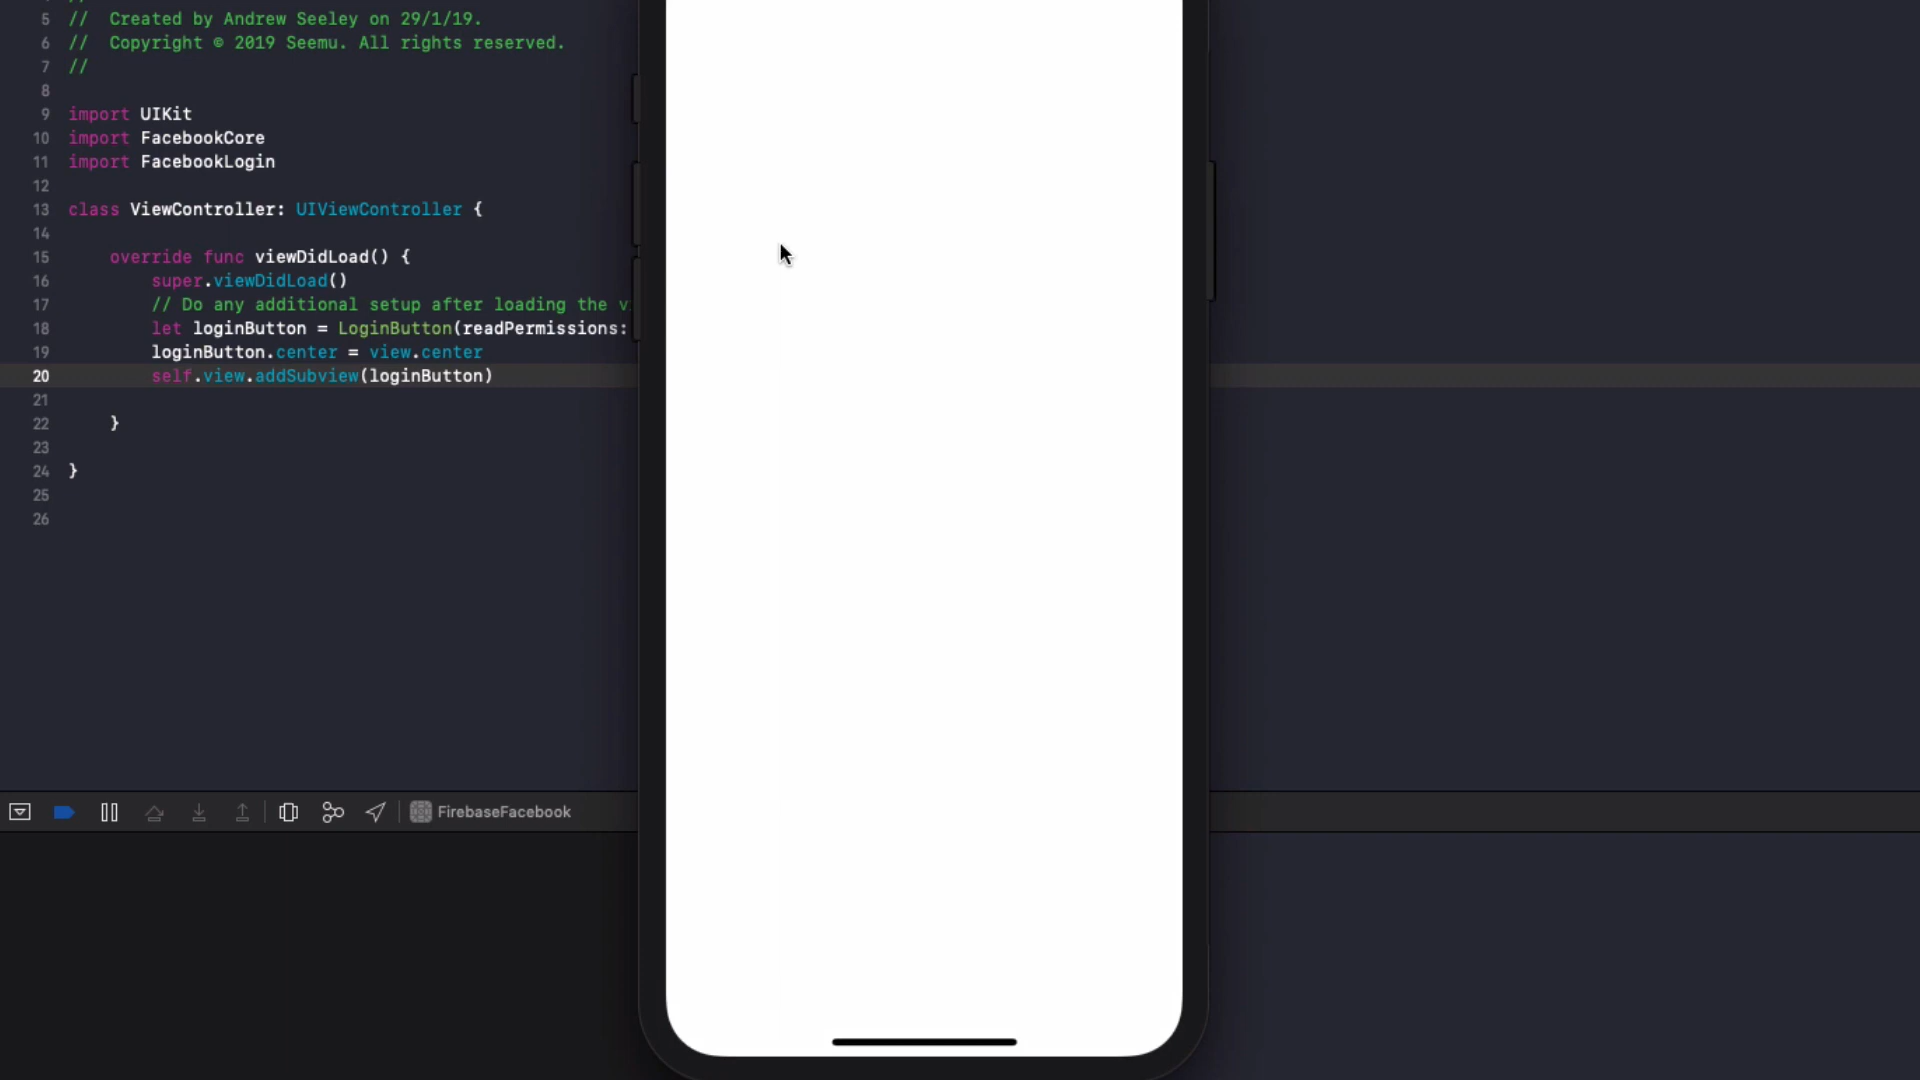 5 // Created by Andrew Seeley on 29/1/19.
6 // Copyright © 2019 Seemu. All rights reserved.
7 //
8
9 import UIKit
10 import FacebookCore
11 import FacebookLogin
12
13 class ViewController: UIViewController {
14
15 override func viewDidLoad() {
16 super.viewDidLoad()
17 // Do any additional setup after loading the
18 let loginButton = LoginButton(readPermissions:
19 loginButton.center = view.center
20 self.view.addSubview(loginButton)
21
22 }
23
24 }
25
26
FirebaseFacebook